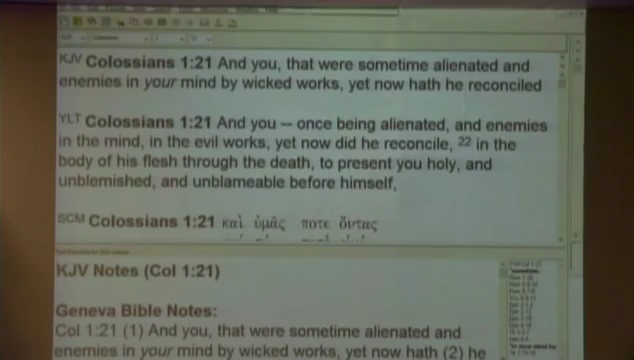 KJV Colossians 1:21 And you, that were sometime alienated and
enemies in your mind by wicked works, yet now hath he reconciled
YLT Colossians 1:21 And you — once being alienated, and enemies
in the mind, in the evil works, yet now did he reconcile, 22 in the
body of his flesh through the death, to present you holy, and
unblemished, and unblameable before himself,
SCM Colossians 1:21 καὶ ὑμᾶς ποτε ὄντας
KJV Notes (Col 1:21)
Geneva Bible Notes:
Col 1:21 (1) And you, that were sometime alienated and
enemies in your mind by wicked works, yet now hath (2) he